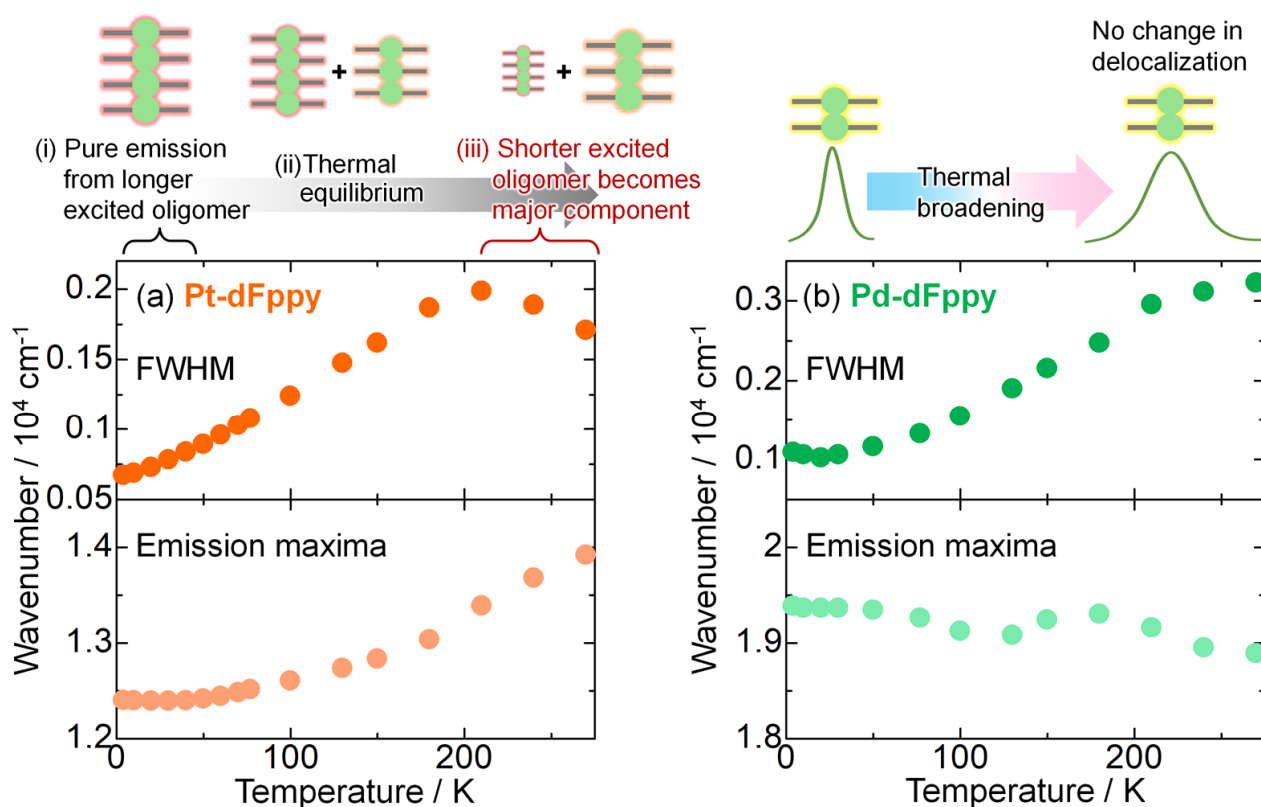 No change in
delocalization
+
+
(i) Pure emission
from longer
excited oligomer
(ii) Thermal
equilibrium
(iii) Shorter excited
oligomer becomes
major component
Thermal
broadening
(a) Pt-dFppy
FWHM
0.2
0.15
0.1
0.05
Emission maxima
1.4
1.3
1.2
0
100
200
Wavenumber / 10⁴ cm⁻¹
Temperature / K
(b) Pd-dFppy
FWHM
0.3
0.2
0.1
Emission maxima
2
1.9
1.8
0
100
200
Wavenumber / 10⁴ cm⁻¹
Temperature / K